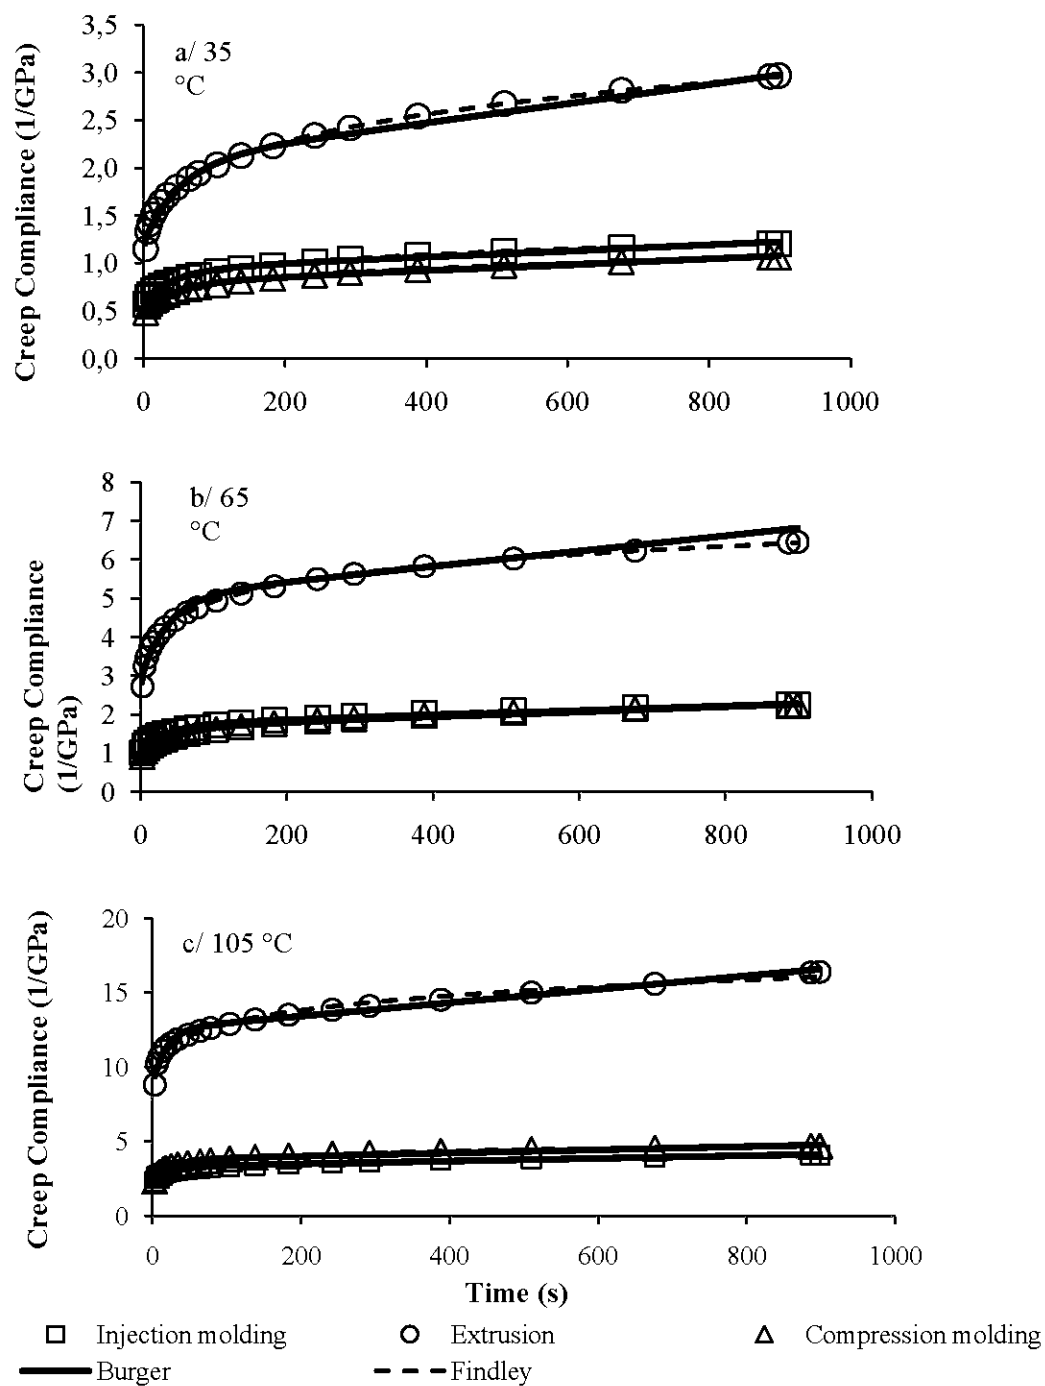 3,5
3,0
2,5
2,0
1,5
1,0
0,5
0,0
Creep Compliance (1/GPa)
a/ 35
°C
0 200 400 600 800 1000
8
7
6
5
4
3
2
1
0
Creep Compliance
(1/GPa)
b/ 65
°C
0 200 400 600 800 1000
20
15
10
5
0
Creep Compliance (1/GPa)
c/ 105 °C
0 200 400 600 800 1000
Time (s)
Injection molding Extrusion Compression molding
Burger Findley